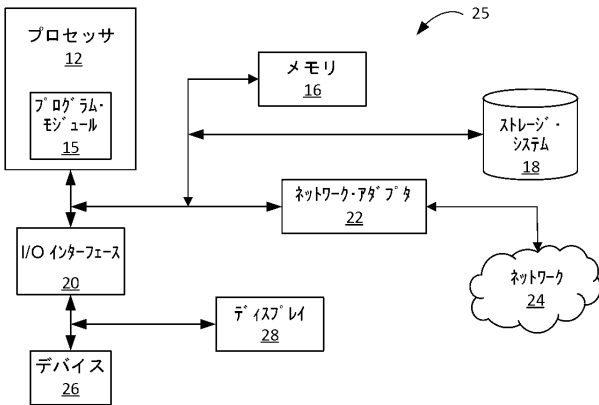 プロセッサ
12
プログラム・
モジュール
15
25
メモリ
16
ストレージ・
システム
18
ネットワーク・アダプタ
22
I/O インターフェース
20
ネットワーク
24
ディスプレイ
28
デバイス
26